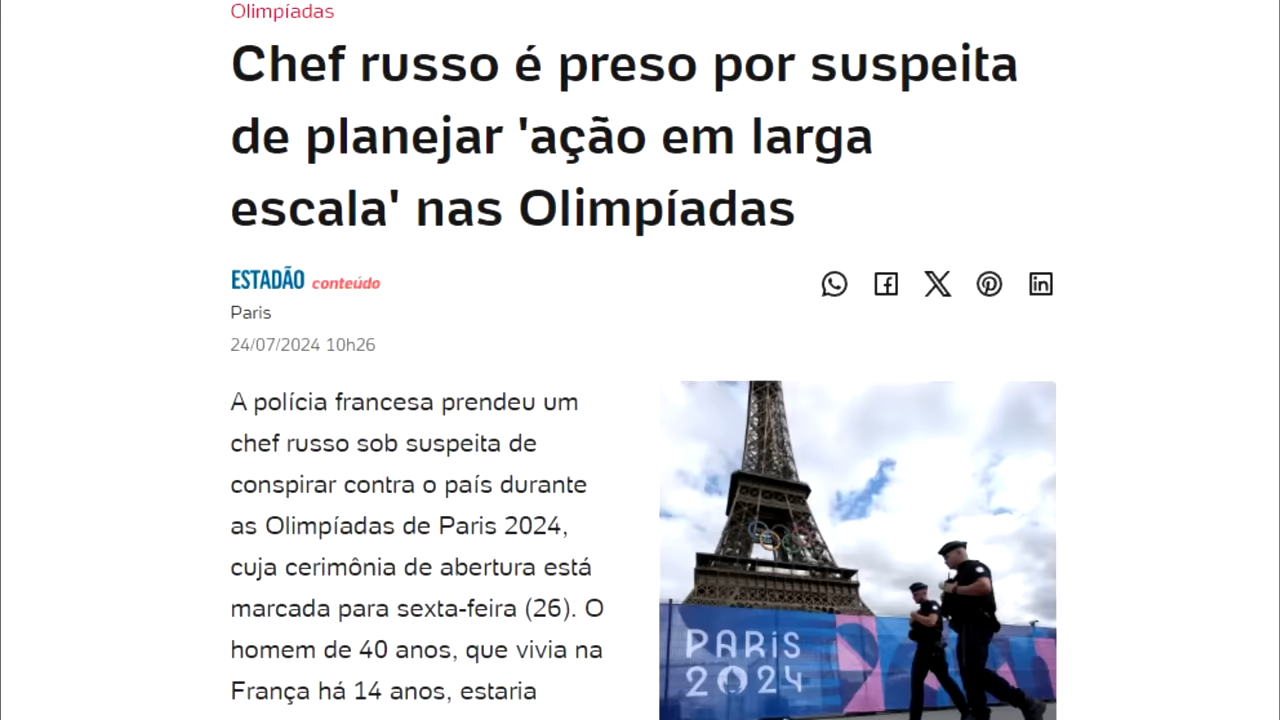 Olimpíadas
Chef russo é preso por suspeita
de planejar 'ação em larga
escala' nas Olimpíadas
ESTADÃO conteúdo
Paris
24/07/2024 10h26
A polícia francesa prendeu um
chef russo sob suspeita de
conspirar contra o país durante
as Olimpíadas de Paris 2024,
cuja cerimônia de abertura está
marcada para sexta-feira (26). O
homem de 40 anos, que vivia na
França há 14 anos, estaria
PARIS
2024